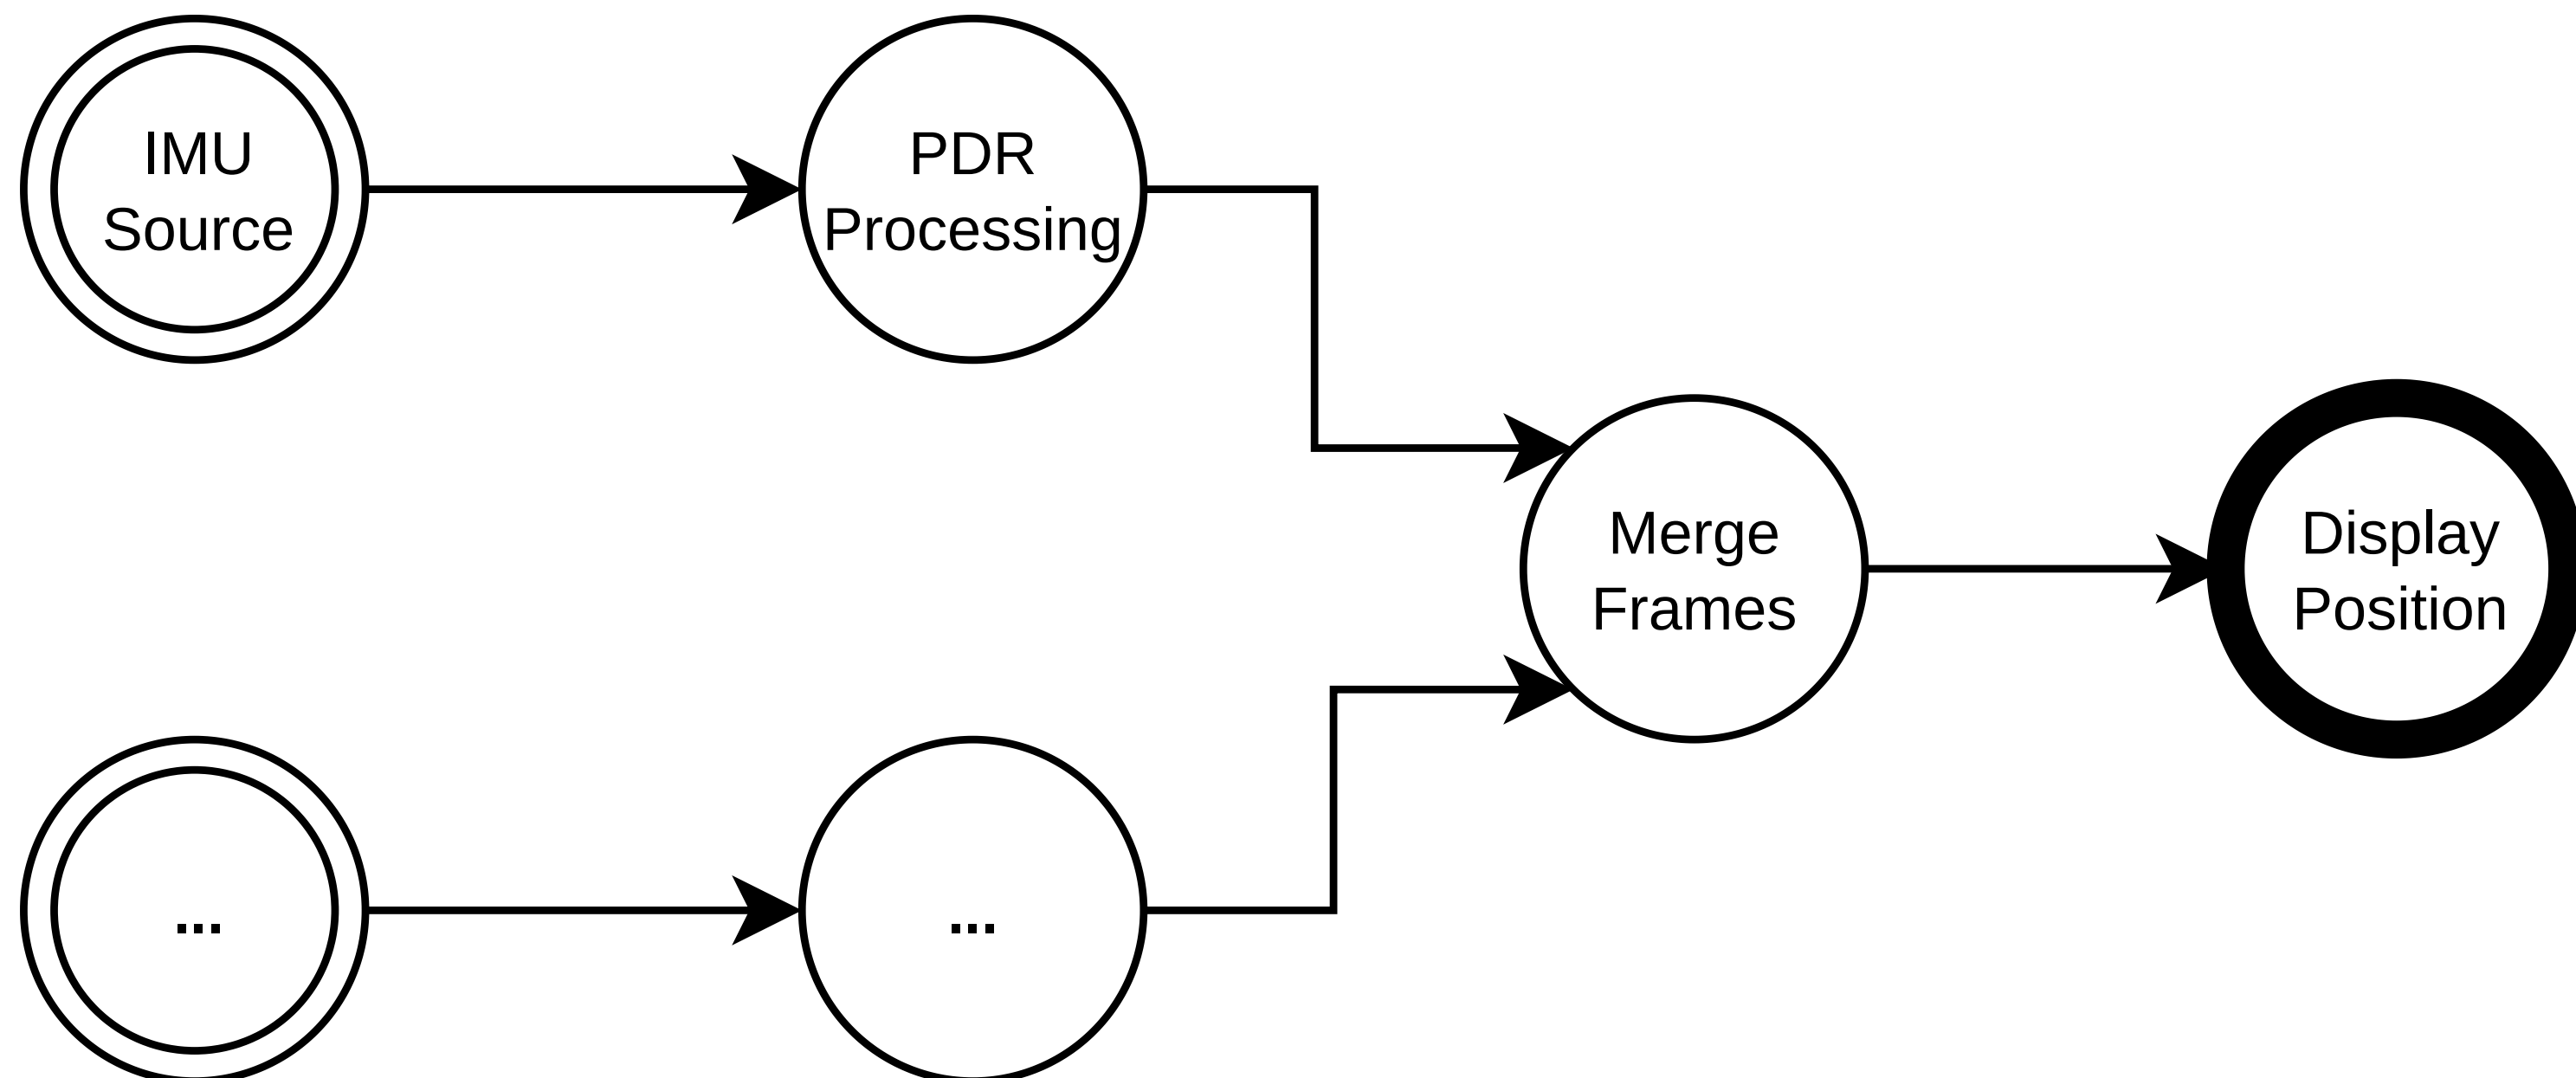 IMU
Source
PDR
Processing
Merge
Frames
Display
Position
...
...